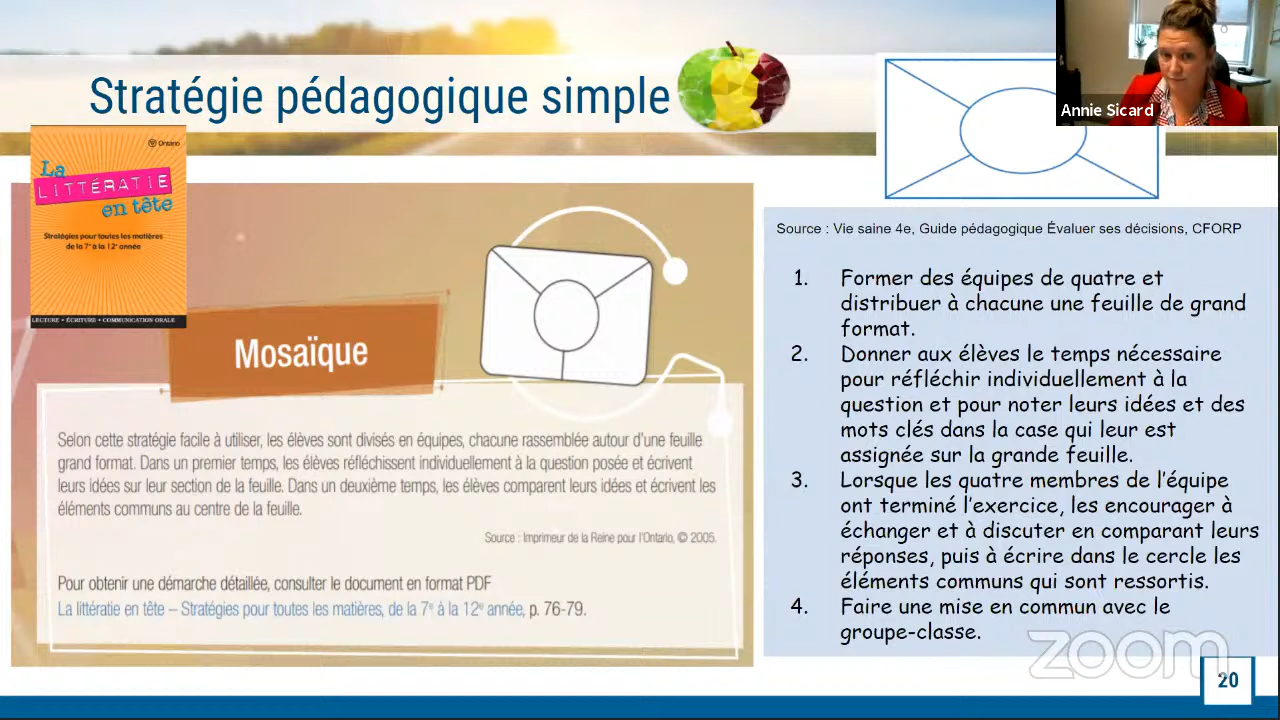 Stratégie pédagogique simple
Annie Sicard
Ontario
La
LITTÉRATIE
en tête
Stratégies pour toutes les matières
de la 7e à la 12e année
LECTURE • ÉCRITURE • COMMUNICATION ORALE
Mosaïque
Selon cette stratégie facile à utiliser, les élèves sont divisés en équipes, chacune rassemblée autour d'une feuille
grand format. Dans un premier temps, les élèves réfléchissent individuellement à la question posée et écrivent
leurs idées sur leur section de la feuille. Dans un deuxième temps, les élèves comparent leurs idées et écrivent les
éléments communs au centre de la feuille.
Source : Imprimeur de la Reine pour l'Ontario, © 2005.
Pour obtenir une démarche détaillée, consulter le document en format PDF
La littératie en tête – Stratégies pour toutes les matières, de la 7e à la 12e année, p. 76-79.
Source : Vie saine 4e, Guide pédagogique Évaluer ses décisions, CFORP
1. Former des équipes de quatre et
distribuer à chacune une feuille de grand
format.
2. Donner aux élèves le temps nécessaire
pour réfléchir individuellement à la
question et pour noter leurs idées et des
mots clés dans la case qui leur est
assignée sur la grande feuille.
3. Lorsque les quatre membres de l'équipe
ont terminé l'exercice, les encourager à
échanger et à discuter en comparant leurs
réponses, puis à écrire dans le cercle les
éléments communs qui sont ressortis.
4. Faire une mise en commun avec le
groupe-classe.
zoom
20